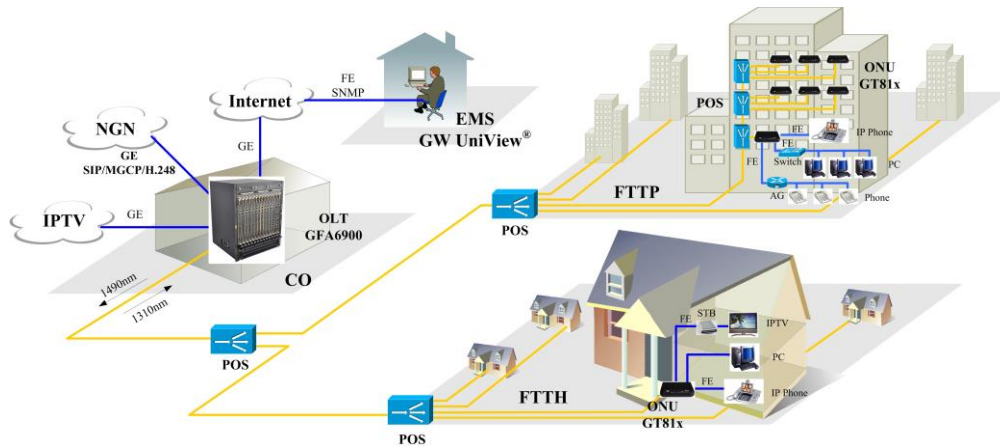 FE
SNMP
Internet
EMS
GW UniView®
NGN
GE
SIP/MGCP/H.248
GE
IPTV
GE
OLT
GFA6900
CO
1490nm
1310nm
POS
POS
FTTP
POS
ONU
GT81x
FE
IP Phone
FE
Switch
PC
FE
AG
Phone
POS
FTTH
FE
STB
IPTV
PC
FE
IP Phone
ONU
GT81x